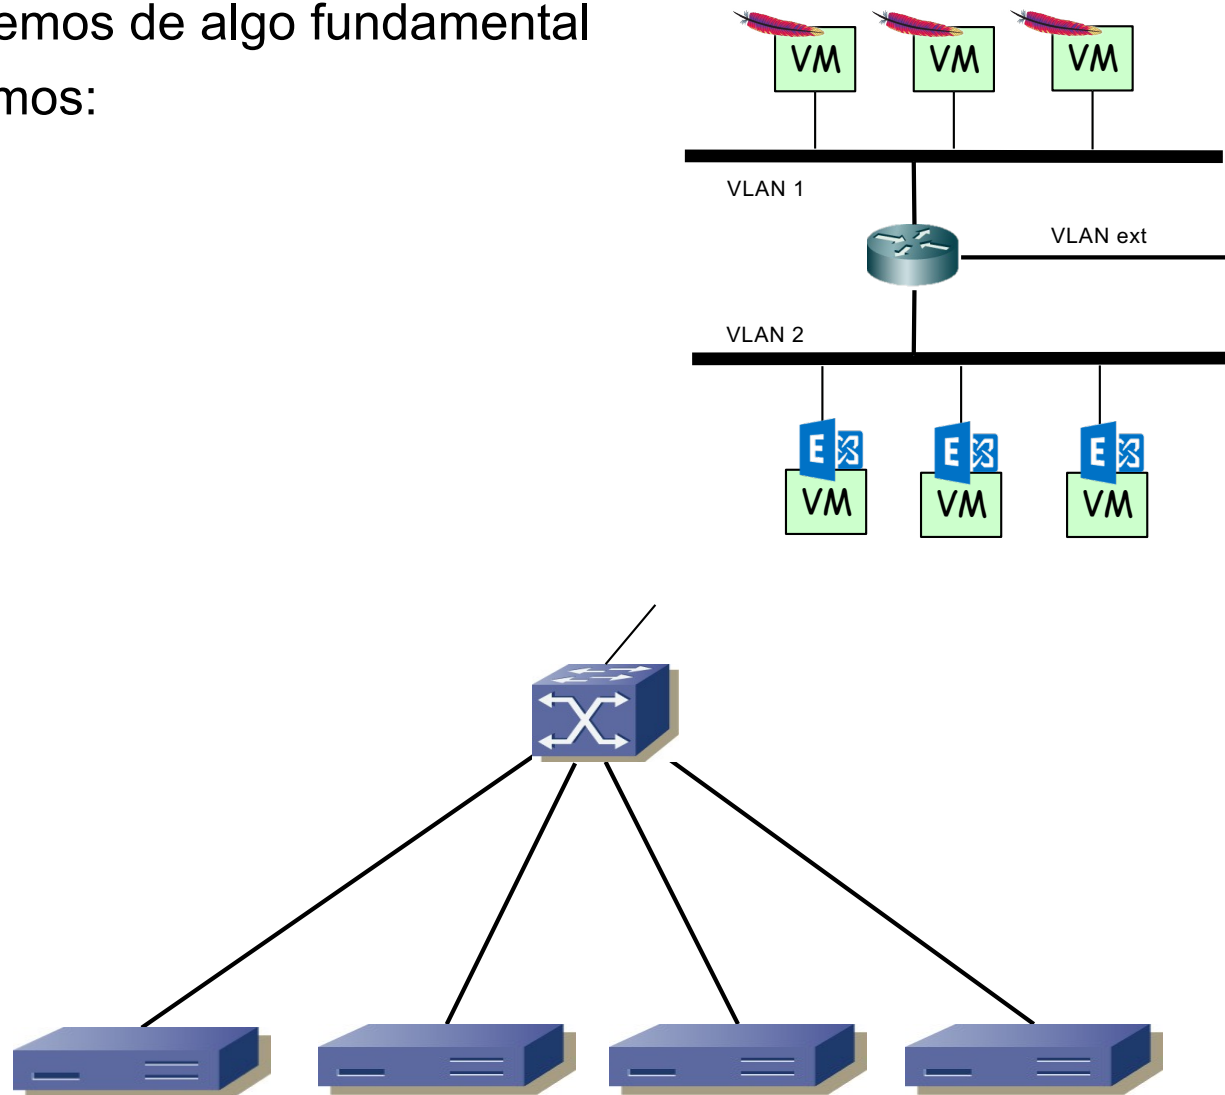 emos de algo fundamental
mos:
VM VM VM
VLAN 1
VLAN ext
VLAN 2
E E E
VM VM VM